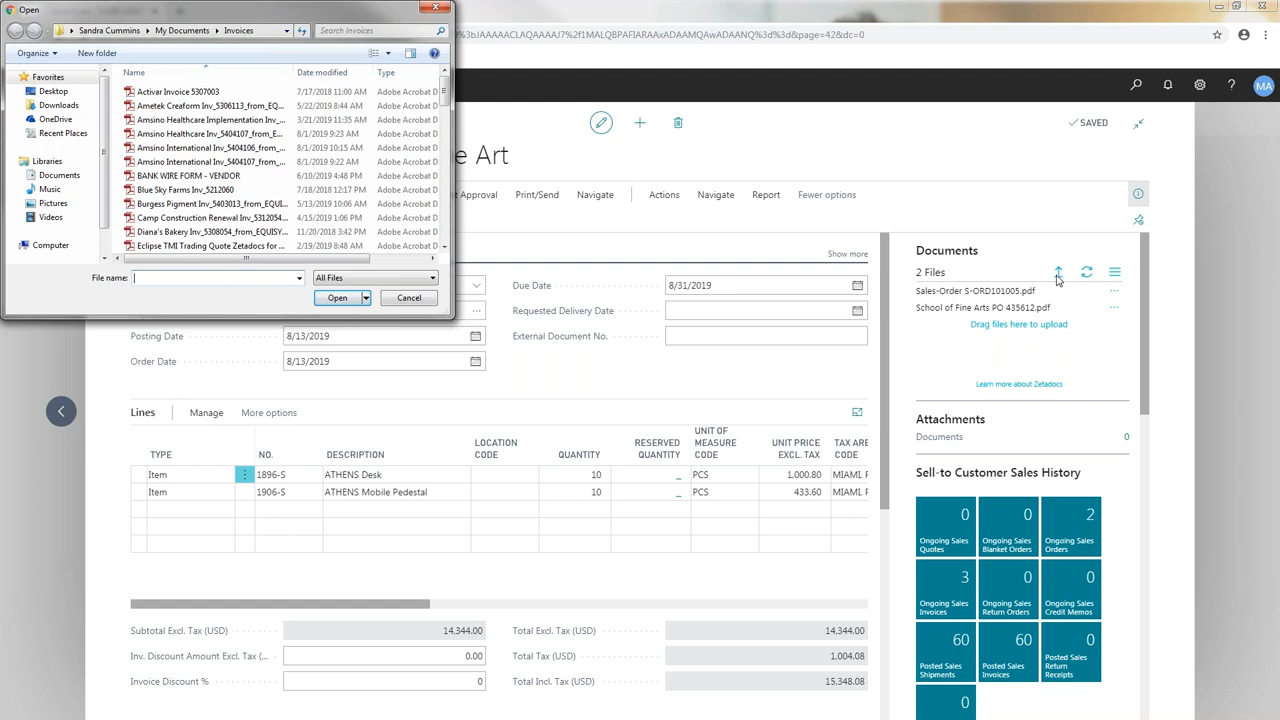 Open
Sandra Cummins
My Documents
Invoices
Search Invoices
bJAAAAACLAQAAAAJ7%2f1MALQBPAFIARAAxADAAMQAwADAANQ%3d%3d&page=42&dc=0
Organize
New folder
Favorites
Desktop
Downloads
OneDrive
Recent Places
Libraries
Documents
Music
Pictures
Videos
Computer
Name Date modified Type
Activar Invoice 5307003 7/17/2018 11:00 AM Adobe Acrobat D
Ametek Creaform Inv_5306113_from_EQ... 5/22/2019 8:44 AM Adobe Acrobat D
Amsino Healthcare Implementation Inv_... 3/21/2019 11:35 Adobe Acrobat D
Amsino Healthcare Inv_5404107_from_E... 8/1/2019 9:23 AM Adobe Acrobat D
Amsino International Inv_5404106_from_... 8/1/2019 10:15 AM Adobe Acrobat D
Amsino International Inv_5404107_from_... 8/1/2019 9:22 AM Adobe Acrobat D
BANK WIRE FORM - VENDOR 6/10/2019 4:48 PM Adobe Acrobat D
Blue Sky Farms Inv_5212060 7/18/2018 12:17 PM Adobe Acrobat D
Burgess Pigment Inv_5403013_from_EQUI... 5/13/2019 10:06 AM Adobe Acrobat D
Camp Construction Renewal Inv_5312054... 4/15/2019 1:06 PM Adobe Acrobat D
Diana's Bakery Inv_5308054_from_EQUISY... 11/20/2018 3:42 PM Adobe Acrobat D
Eclipse TMI Trading Quote Zetadocs for ... 2/19/2019 8:48 AM Adobe Acrobat D
File name:
All Files
Open
Cancel
MA
SAVED
e Art
t Approval
Print/Send
Navigate
Actions
Navigate
Report
Fewer options
Show more
Due Date 8/31/2019
Requested Delivery Date
Posting Date 8/13/2019
External Document No.
Order Date 8/13/2019
Lines
Manage
More options
TYPE NO. DESCRIPTION LOCATION CODE QUANTITY RESERVED QUANTITY UNIT OF MEASURE CODE UNIT PRICE EXCL. TAX TAX ARE CODE
Item 1896-S ATHENS Desk 10 _ PCS 1,000.80 MIAMI, F
Item 1906-S ATHENS Mobile Pedestal 10 _ PCS 433.60 MIAMI, F
Subtotal Excl. Tax (USD) 14,344.00 Total Excl. Tax (USD) 14,344.00
Inv. Discount Amount Excl. Tax (... 0.00 Total Tax (USD) 1,004.08
Invoice Discount % 0 Total Incl. Tax (USD) 15,348.08
Documents
2 Files
Sales-Order S-ORD101005.pdf ...
School of Fine Arts PO 435612.pdf ...
Drag files here to upload
Learn more about Zetadocs
Attachments
Documents 0
Sell-to Customer Sales History
0 Ongoing Sales Quotes
0 Ongoing Sales Blanket Orders
2 Ongoing Sales Orders
3 Ongoing Sales Invoices
0 Ongoing Sales Return Orders
0 Ongoing Sales Credit Memos
60 Posted Sales Shipments
60 Posted Sales Invoices
0 Posted Sales Return Receipts
0